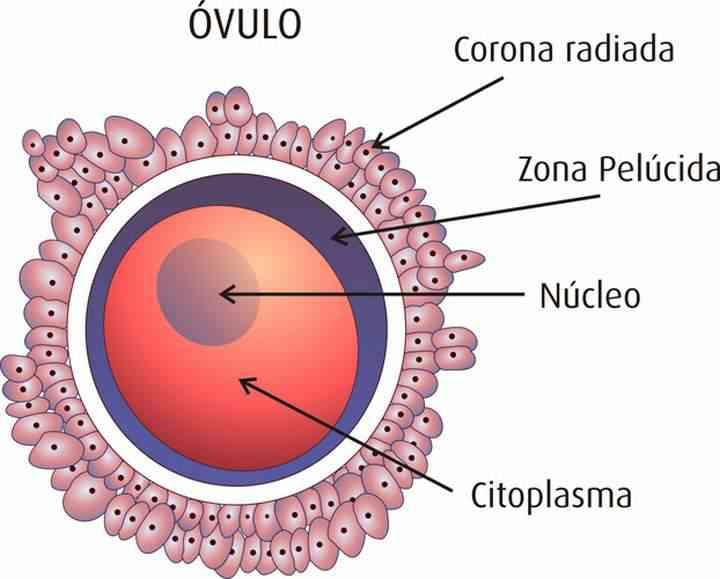 ÓVULO
Corona radiada
Zona Pelúcida
Núcleo
Citoplasma